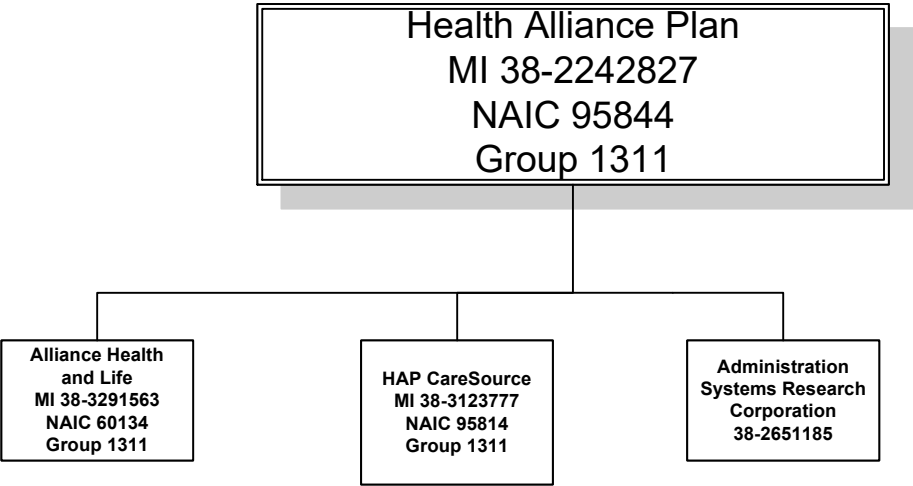 Health Alliance Plan
MI 38-2242827
NAIC 95844
Group 1311
Alliance Health
and Life
MI 38-3291563
NAIC 60134
Group 1311
HAP CareSource
MI 38-3123777
NAIC 95814
Group 1311
Administration
Systems Research
Corporation
38-2651185